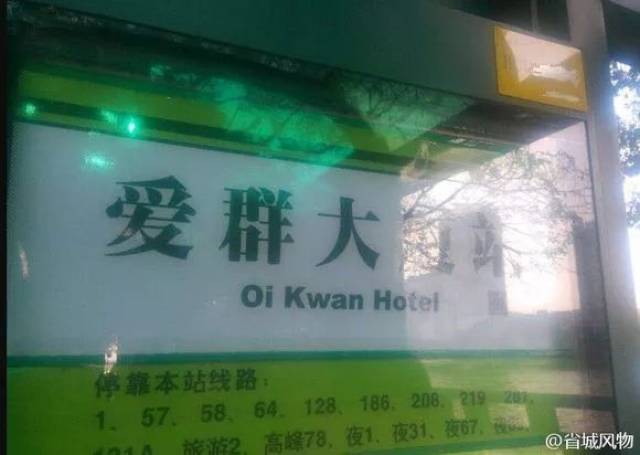 爱群大 站
Oi Kwan Hotel
停靠本站线路：
1、57、58、64、128、186、208、219
旅游2、高峰78、夜1、夜31、夜67、
@省城风物